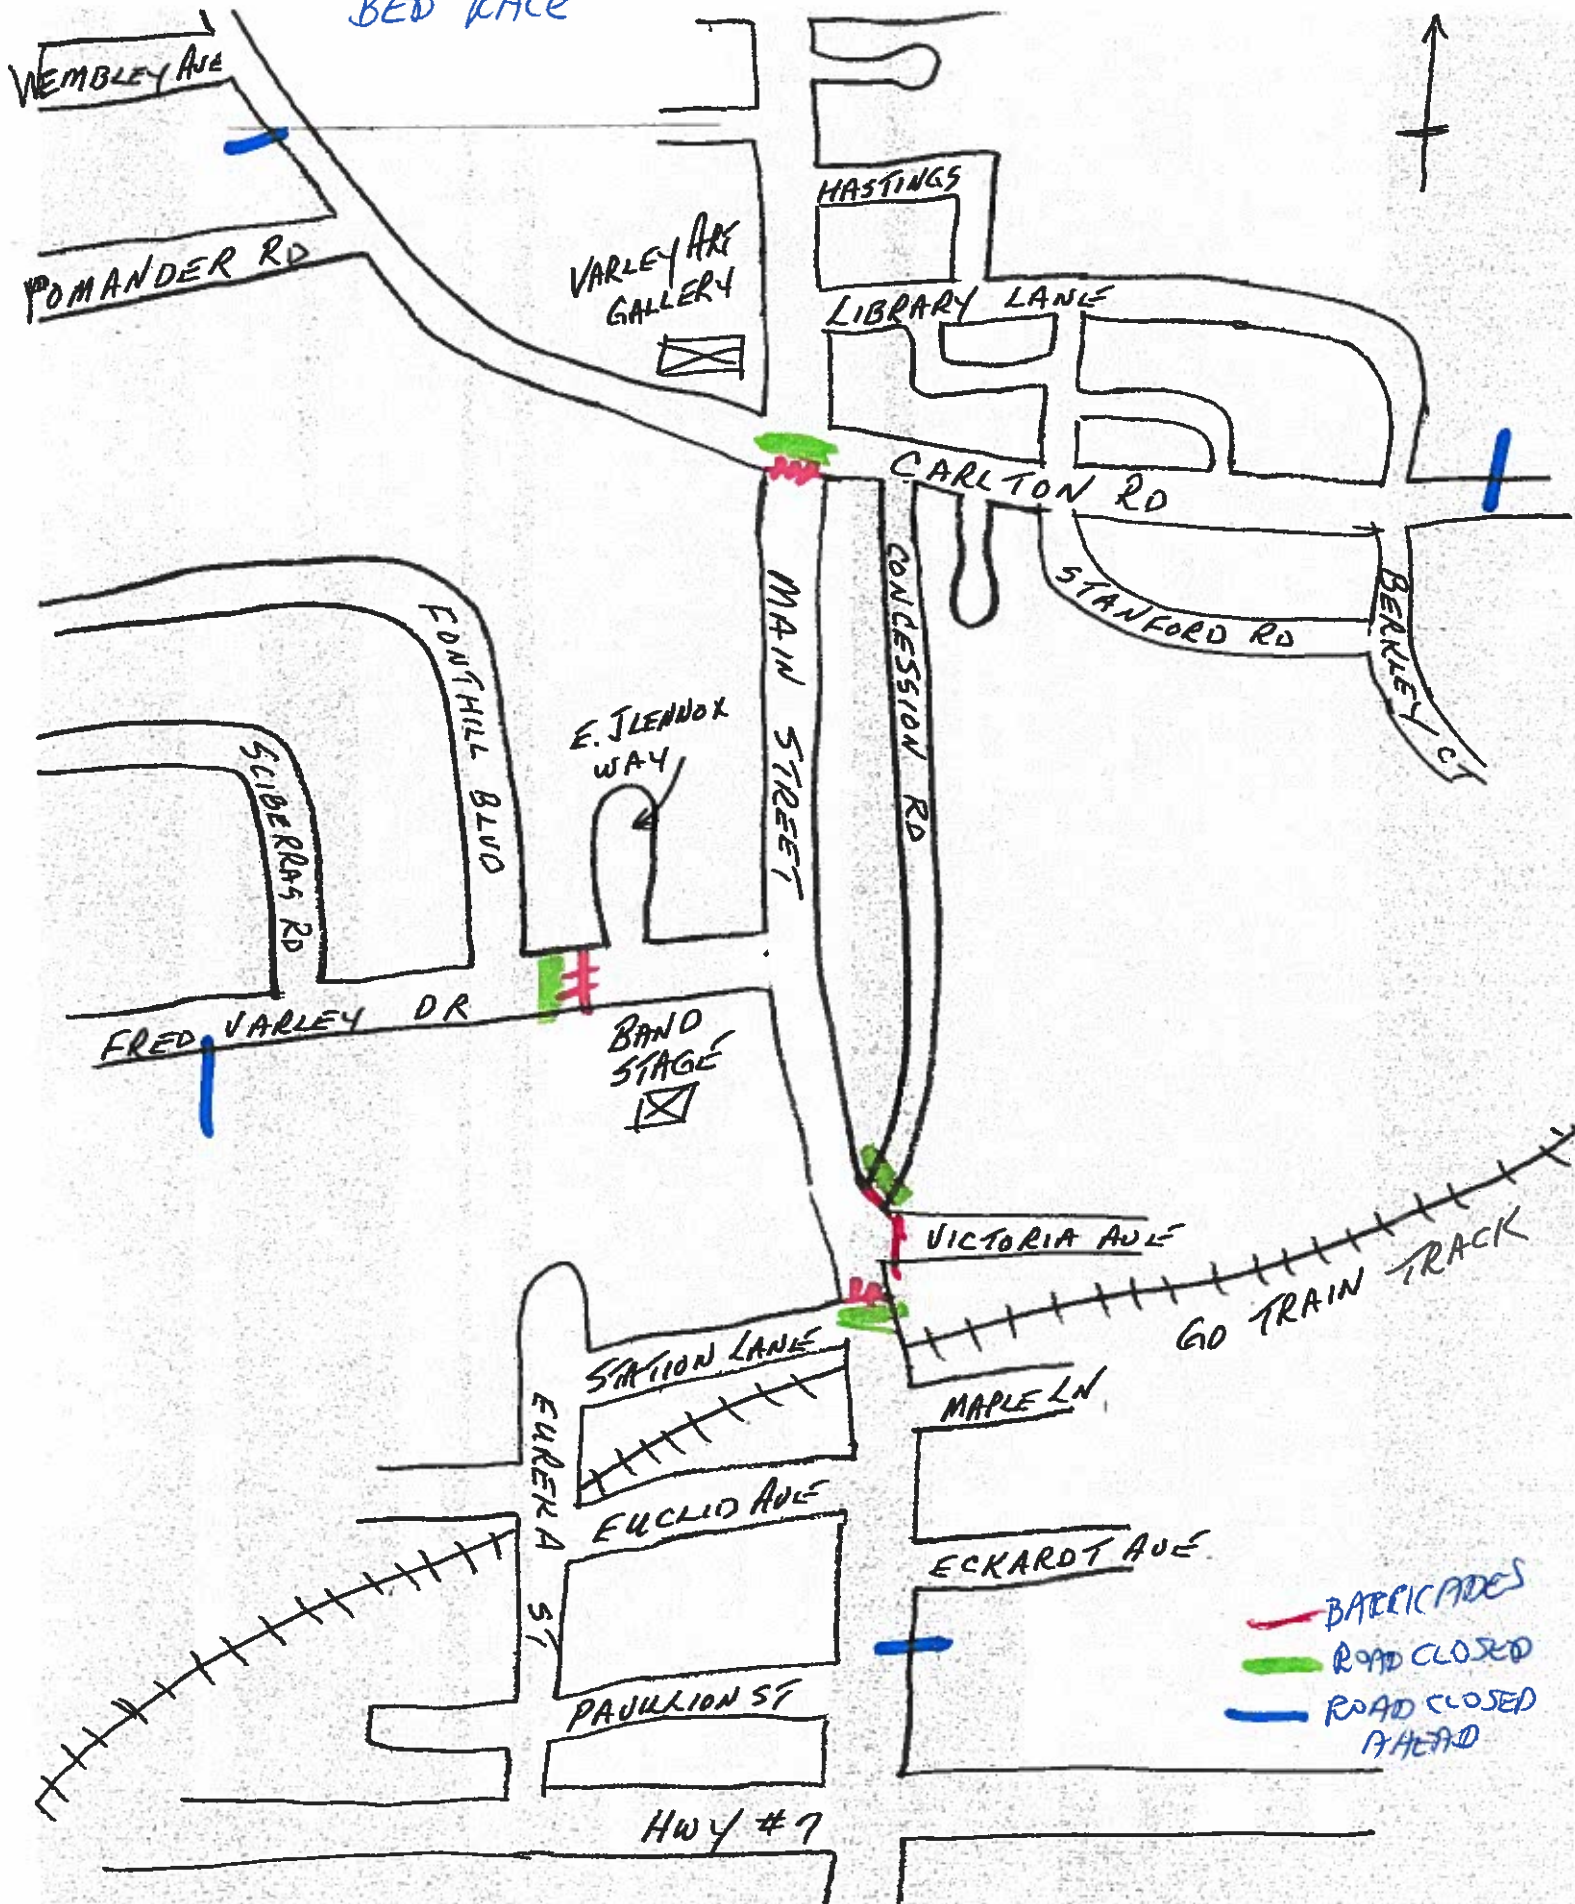 BED RACE
WEMBLEY AVE
HASTINGS
VARLEY ART
GALLERY
POMANDER RD
LIBRARY LANE
CARLTON RD
MAIN STREET
CONCESSION RD
STANFORD RD
BERKLEY CT
FONTHILL BLVD
E. J LENNOX
WAY
SCIBERRAS RD
FRED VARLEY DR
BAND
STAGE
VICTORIA AVE
GO TRAIN TRACK
STATION LANE
MAPLE LN
EUREKA ST
EUCLID AVE
ECKARDT AVE
BARRICADES
ROAD CLOSED
ROAD CLOSED
AHEAD
PAVILLION ST
HWY #7